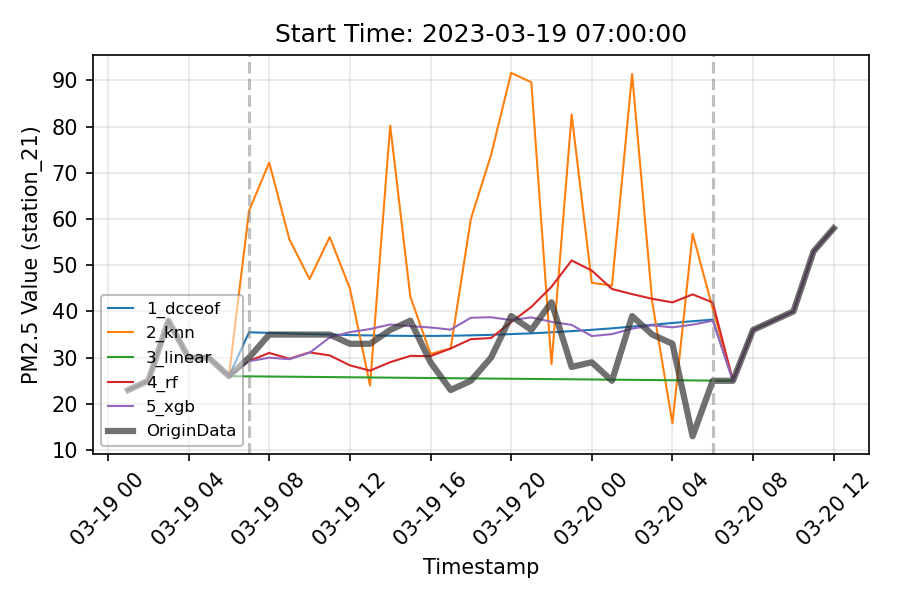 Start Time: 2023-03-19 07:00:00
PM2.5 Value (station_21)
90
80
70
60
50
40
30
20
10
1_dcceof
2_knn
3_linear
4_rf
5_xgb
OriginData
03-19 00
03-19 04
03-19 08
03-19 12
03-19 16
03-19 20
03-20 00
03-20 04
03-20 08
03-20 12
Timestamp